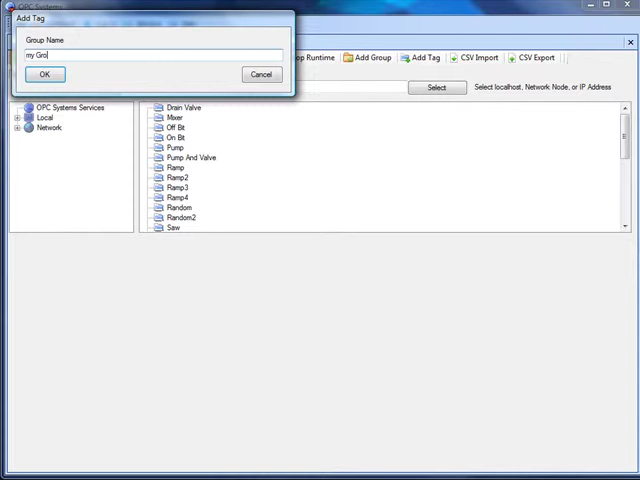 OPC Systems
Add Tag
Group Name
my Gro
OK
Cancel
op Runtime
Add Group
Add Tag
CSV Import
CSV Export
Select
Select localhost, Network Node, or IP Address
OPC Systems Services
Local
Network
Drain Valve
Mixer
Off Bit
On Bit
Pump
Pump And Valve
Ramp
Ramp2
Ramp3
Ramp4
Random
Random2
Saw